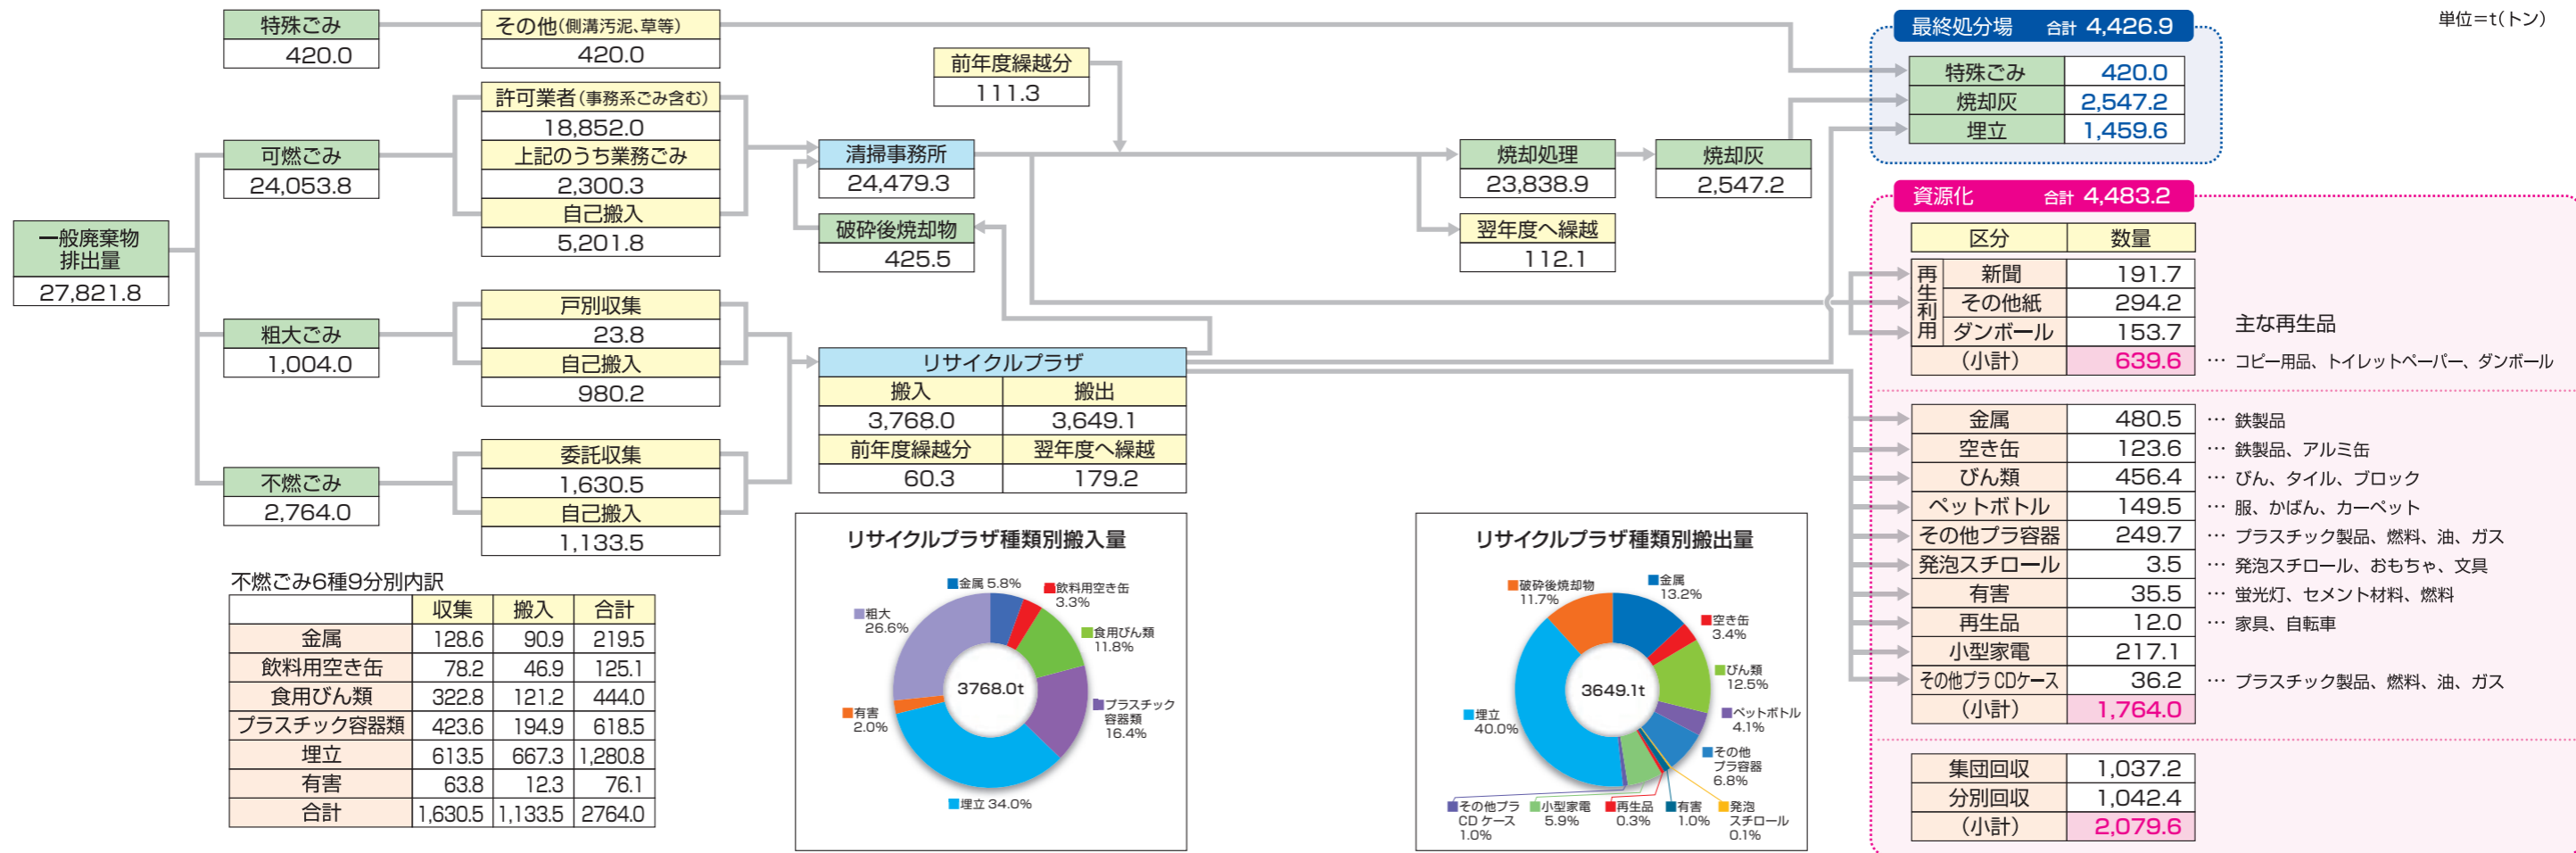 単位=t(トン)
一般廃棄物
排出量
27,821.8
特殊ごみ
420.0
可燃ごみ
24,053.8
粗大ごみ
1,004.0
不燃ごみ
2,764.0
その他(側溝汚泥、草等)
420.0
許可業者(事務系ごみ含む)
18,852.0
上記のうち業務ごみ
2,300.3
自己搬入
5,201.8
戸別収集
23.8
自己搬入
980.2
委託収集
1,630.5
自己搬入
1,133.5
前年度繰越分
111.3
清掃事務所
24,479.3
破砕後焼却物
425.5
リサイクルプラザ
搬入 搬出
3,768.0 3,649.1
前年度繰越分 翌年度へ繰越
60.3 179.2
焼却処理
23,838.9
焼却灰
2,547.2
翌年度へ繰越
112.1
最終処分場 合計 4,426.9
特殊ごみ 420.0
焼却灰 2,547.2
埋立 1,459.6
資源化 合計 4,483.2
区分 数量
再生利用
新聞 191.7
その他紙 294.2
ダンボール 153.7
主な再生品
(小計) 639.6 … コピー用品、トイレットペーパー、ダンボール
金属 480.5 … 鉄製品
空き缶 123.6 … 鉄製品、アルミ缶
びん類 456.4 … びん、タイル、ブロック
ペットボトル 149.5 … 服、かばん、カーペット
その他プラ容器 249.7 … プラスチック製品、燃料、油、ガス
発泡スチロール 3.5 … 発泡スチロール、おもちゃ、文具
有害 35.5 … 蛍光灯、セメント材料、燃料
再生品 12.0 … 家具、自転車
小型家電 217.1
その他プラCDケース 36.2 … プラスチック製品、燃料、油、ガス
(小計) 1,764.0
集団回収 1,037.2
分別回収 1,042.4
(小計) 2,079.6
不燃ごみ6種9分別内訳
収集 搬入 合計
金属 128.6 90.9 219.5
飲料用空き缶 78.2 46.9 125.1
食用びん類 322.8 121.2 444.0
プラスチック容器類 423.6 194.9 618.5
埋立 613.5 667.3 1,280.8
有害 63.8 12.3 76.1
合計 1,630.5 1,133.5 2764.0
リサイクルプラザ種類別搬入量
金属 5.8%
飲料用空き缶
3.3%
食用びん類
11.8%
プラスチック
容器類
16.4%
埋立 34.0%
有害
2.0%
粗大
26.6%
3768.0t
リサイクルプラザ種類別搬出量
金属
13.2%
空き缶
3.4%
びん類
12.5%
ペットボトル
4.1%
その他
プラ容器
6.8%
発泡
スチロール
0.1%
有害
1.0%
再生品
0.3%
小型家電
5.9%
その他プラ
CD ケース
1.0%
埋立
40.0%
破砕後焼却物
11.7%
3649.1t